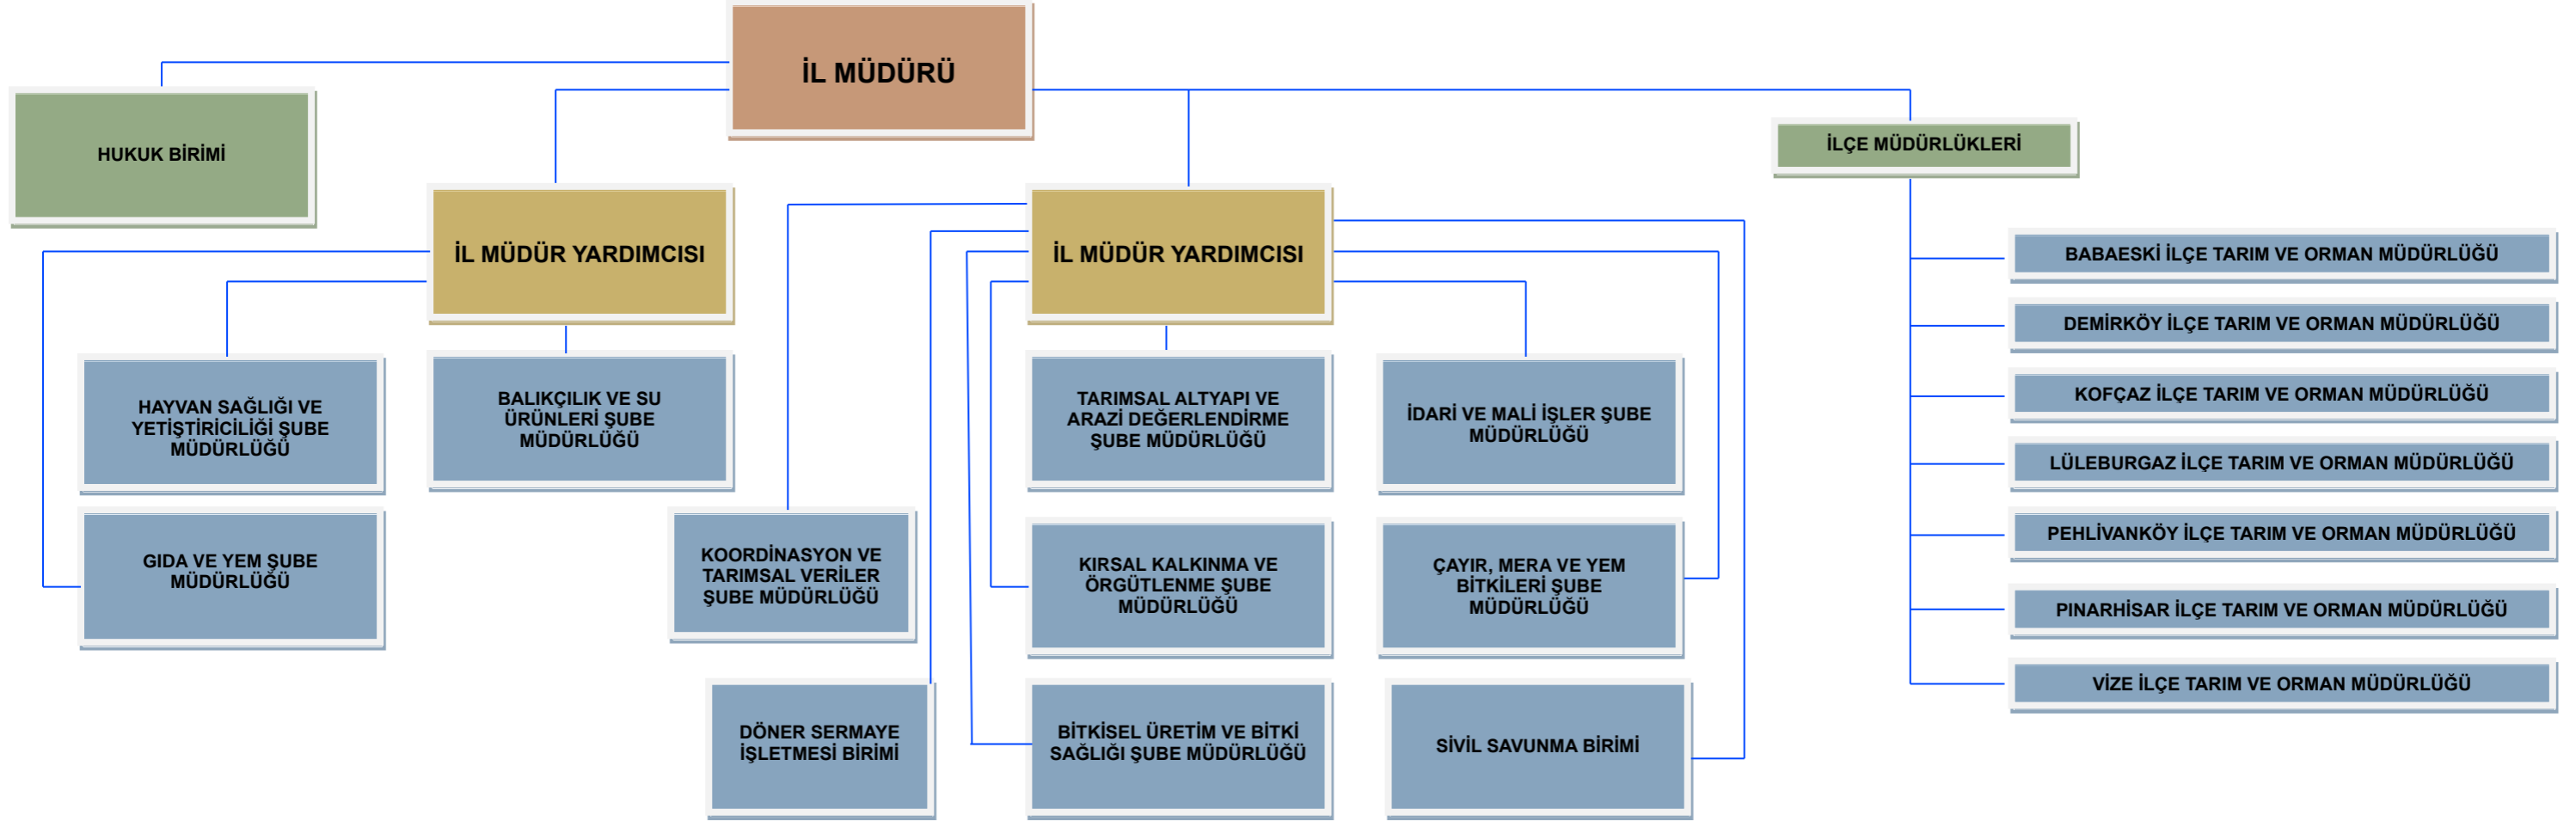 İL MÜDÜRÜ
HUKUK BİRİMİ
İLÇE MÜDÜRLÜKLERİ
İL MÜDÜR YARDIMCISI
İL MÜDÜR YARDIMCISI
HAYVAN SAĞLIĞI VE
YETİŞTİRİCİLİĞİ ŞUBE
MÜDÜRLÜĞÜ
BALIKÇILIK VE SU
ÜRÜNLERİ ŞUBE
MÜDÜRLÜĞÜ
GIDA VE YEM ŞUBE
MÜDÜRLÜĞÜ
TARIMSAL ALTYAPI VE
ARAZİ DEĞERLENDİRME
ŞUBE MÜDÜRLÜĞÜ
İDARİ VE MALİ İŞLER ŞUBE
MÜDÜRLÜĞÜ
KOORDİNASYON VE
TARIMSAL VERİLER
ŞUBE MÜDÜRLÜĞÜ
KIRSAL KALKINMA VE
ÖRGÜTLENME ŞUBE
MÜDÜRLÜĞÜ
ÇAYIR, MERA VE YEM
BİTKİLERİ ŞUBE
MÜDÜRLÜĞÜ
DÖNER SERMAYE
İŞLETMESİ BİRİMİ
BİTKİSEL ÜRETİM VE BİTKİ
SAĞLIĞI ŞUBE MÜDÜRLÜĞÜ
SİVİL SAVUNMA BİRİMİ
BABAESKİ İLÇE TARIM VE ORMAN MÜDÜRLÜĞÜ
DEMİRKÖY İLÇE TARIM VE ORMAN MÜDÜRLÜĞÜ
KOFÇAZ İLÇE TARIM VE ORMAN MÜDÜRLÜĞÜ
LÜLEBURGAZ İLÇE TARIM VE ORMAN MÜDÜRLÜĞÜ
PEHLİVANKÖY İLÇE TARIM VE ORMAN MÜDÜRLÜĞÜ
PINARHİSAR İLÇE TARIM VE ORMAN MÜDÜRLÜĞÜ
VİZE İLÇE TARIM VE ORMAN MÜDÜRLÜĞÜ